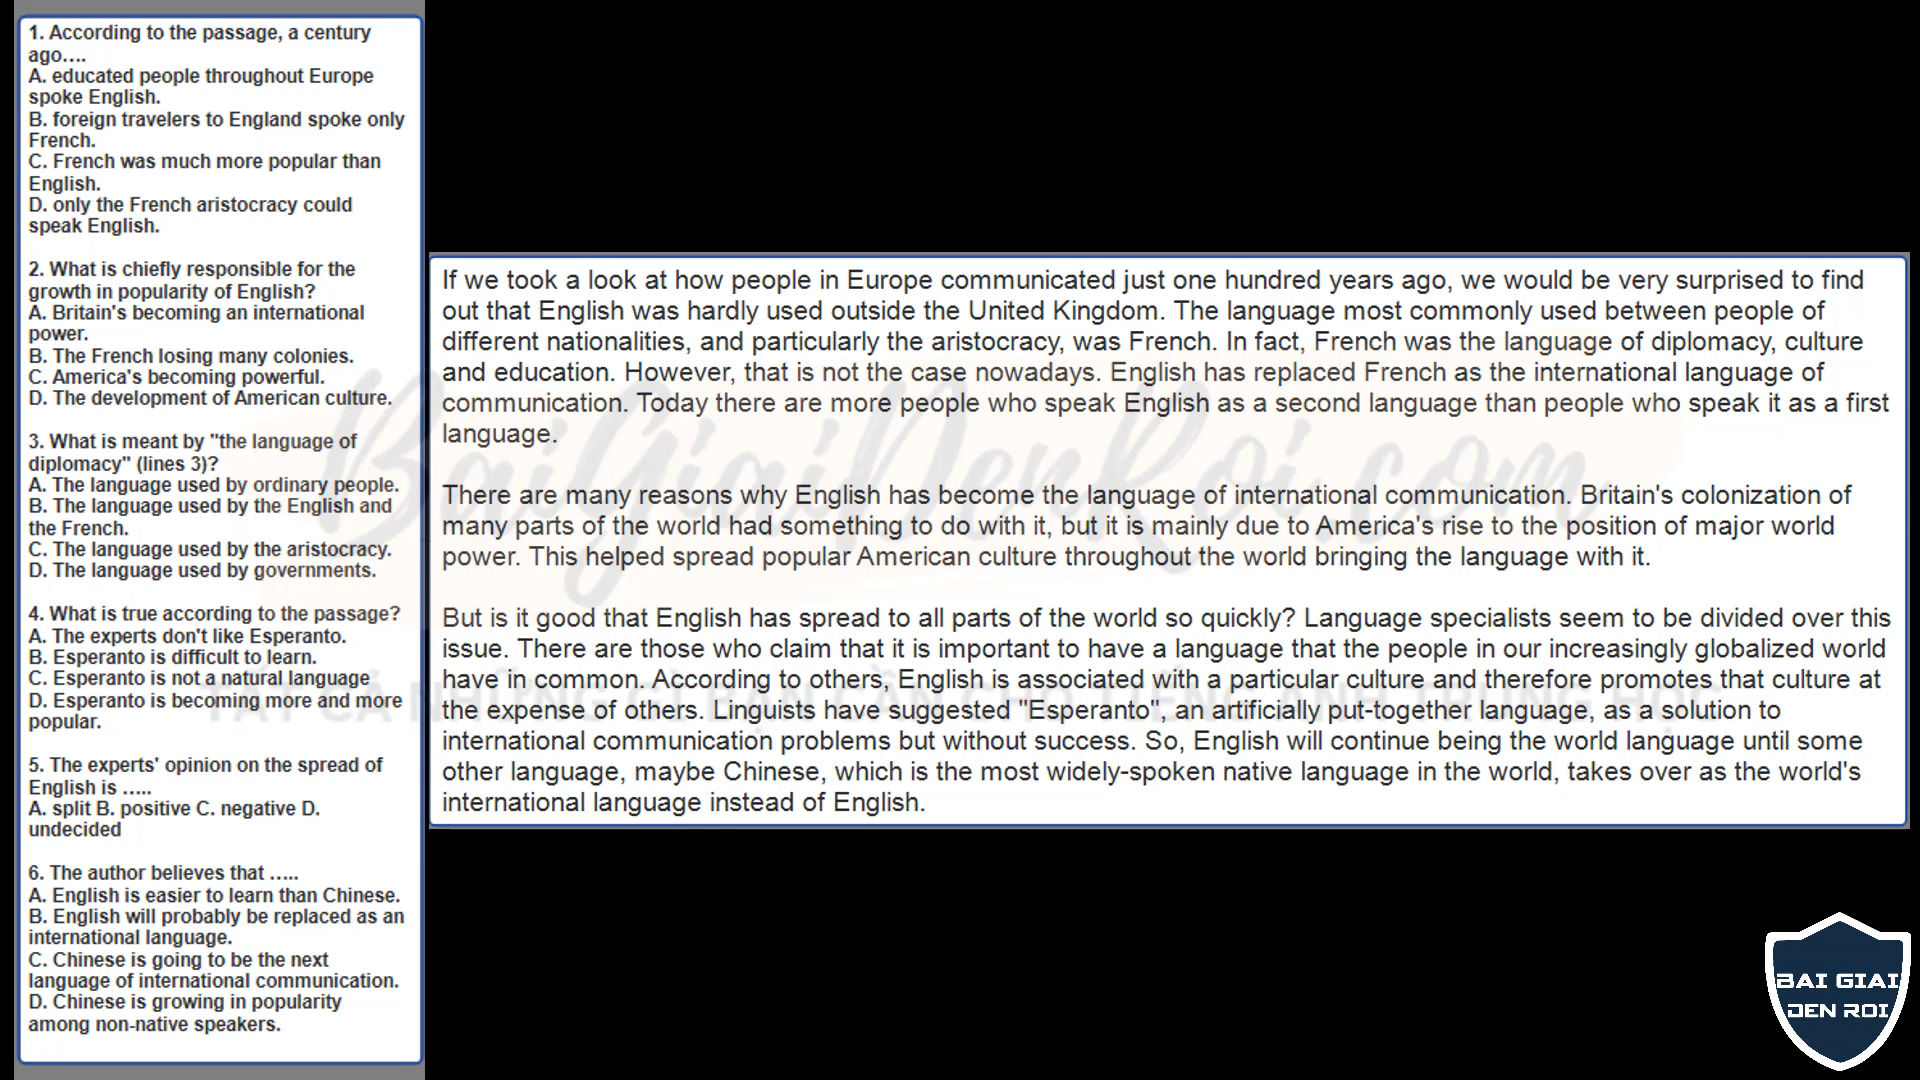 1. According to the passage, a century
ago….
A. educated people throughout Europe
spoke English.
B. foreign travelers to England spoke only
French.
C. French was much more popular than
English.
D. only the French aristocracy could
speak English.
2. What is chiefly responsible for the
growth in popularity of English?
A. Britain's becoming an international
power.
B. The French losing many colonies.
C. America's becoming powerful.
D. The development of American culture.
3. What is meant by "the language of
diplomacy" (lines 3)?
A. The language used by ordinary people.
B. The language used by the English and
the French.
C. The language used by the aristocracy.
D. The language used by governments.
4. What is true according to the passage?
A. The experts don't like Esperanto.
B. Esperanto is difficult to learn.
C. Esperanto is not a natural language
D. Esperanto is becoming more and more
popular.
5. The experts' opinion on the spread of
English is …..
A. split B. positive C. negative D.
undecided
6. The author believes that …..
A. English is easier to learn than Chinese.
B. English will probably be replaced as an
international language.
C. Chinese is going to be the next
language of international communication.
D. Chinese is growing in popularity
among non-native speakers.
If we took a look at how people in Europe communicated just one hundred years ago, we would be very surprised to find
out that English was hardly used outside the United Kingdom. The language most commonly used between people of
different nationalities, and particularly the aristocracy, was French. In fact, French was the language of diplomacy, culture
and education. However, that is not the case nowadays. English has replaced French as the international language of
communication. Today there are more people who speak English as a second language than people who speak it as a first
language.
There are many reasons why English has become the language of international communication. Britain's colonization of
many parts of the world had something to do with it, but it is mainly due to America's rise to the position of major world
power. This helped spread popular American culture throughout the world bringing the language with it.
But is it good that English has spread to all parts of the world so quickly? Language specialists seem to be divided over this
issue. There are those who claim that it is important to have a language that the people in our increasingly globalized world
have in common. According to others, English is associated with a particular culture and therefore promotes that culture at
the expense of others. Linguists have suggested "Esperanto", an artificially put-together language, as a solution to
international communication problems but without success. So, English will continue being the world language until some
other language, maybe Chinese, which is the most widely-spoken native language in the world, takes over as the world's
international language instead of English.
BaiGiaiDenRoi.com
TẤT CẢ NHỮNG GÌ BẠN CẦN CHO TIẾNG ANH TRUNG HỌC
BAI GIAI
DEN ROI